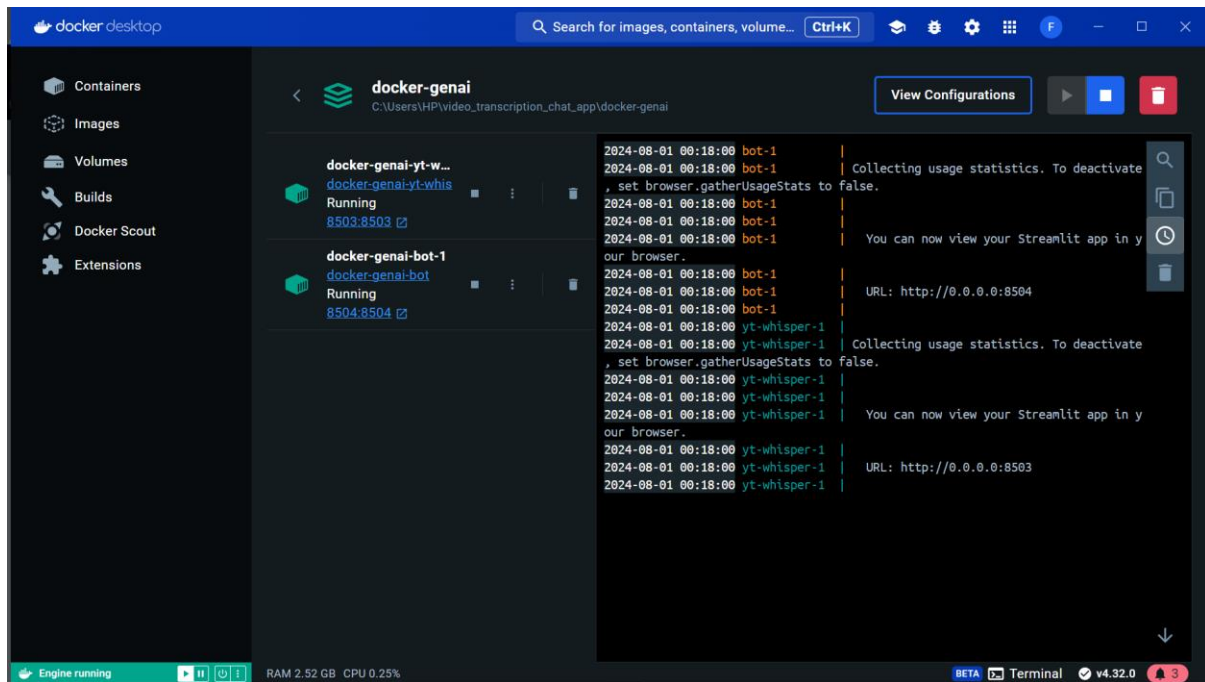 docker desktop
Search for images, containers, volume... Ctrl+K
F
Containers
Images
Volumes
Builds
Docker Scout
Extensions
docker-genai
C:\Users\HP\video_transcription_chat_app\docker-genai
View Configurations
docker-genai-yt-w...
docker-genai-yt-whis
Running
8503:8503
docker-genai-bot-1
docker-genai-bot
Running
8504:8504
2024-08-01 00:18:00 bot-1 |
2024-08-01 00:18:00 bot-1 | Collecting usage statistics. To deactivate
, set browser.gatherUsageStats to false.
2024-08-01 00:18:00 bot-1 |
2024-08-01 00:18:00 bot-1 |
2024-08-01 00:18:00 bot-1 | You can now view your Streamlit app in y
our browser.
2024-08-01 00:18:00 bot-1 |
2024-08-01 00:18:00 bot-1 | URL: http://0.0.0.0:8504
2024-08-01 00:18:00 bot-1 |
2024-08-01 00:18:00 yt-whisper-1 |
2024-08-01 00:18:00 yt-whisper-1 | Collecting usage statistics. To deactivate
, set browser.gatherUsageStats to false.
2024-08-01 00:18:00 yt-whisper-1 |
2024-08-01 00:18:00 yt-whisper-1 |
2024-08-01 00:18:00 yt-whisper-1 | You can now view your Streamlit app in y
our browser.
2024-08-01 00:18:00 yt-whisper-1 |
2024-08-01 00:18:00 yt-whisper-1 | URL: http://0.0.0.0:8503
2024-08-01 00:18:00 yt-whisper-1 |
Engine running
RAM 2.52 GB CPU 0.25%
BETA Terminal v4.32.0 3